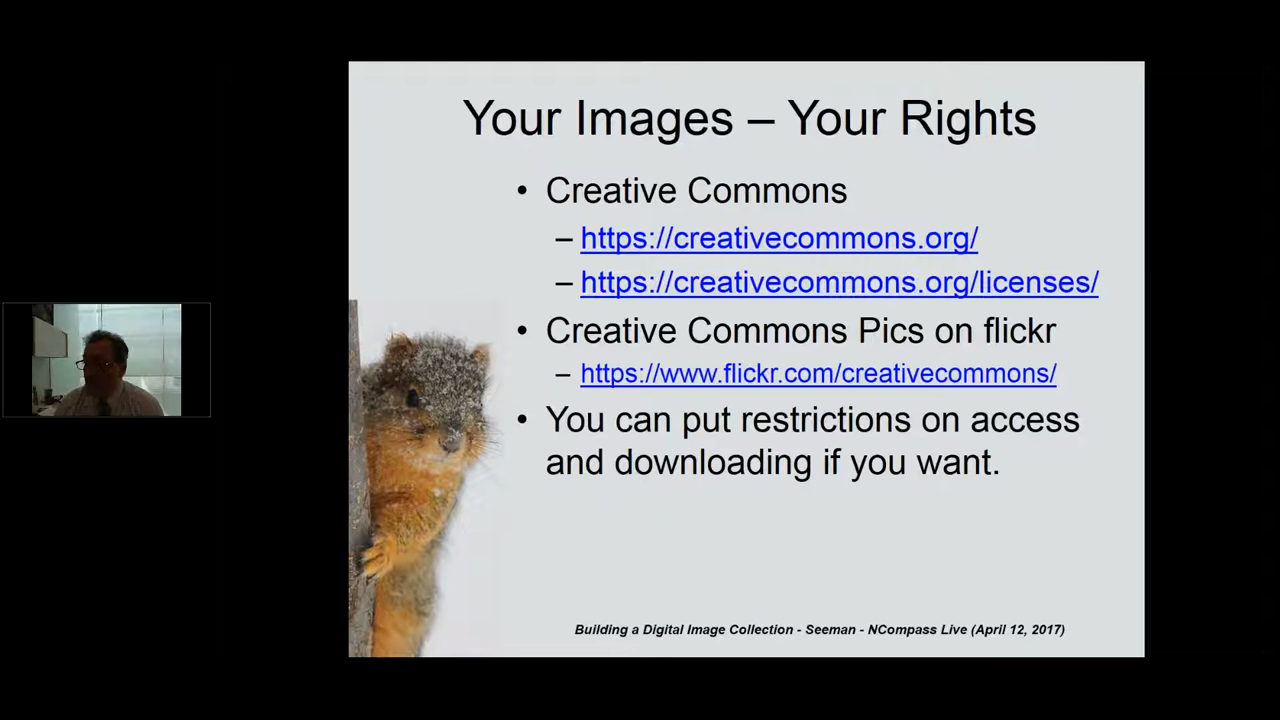 Your Images – Your Rights
• Creative Commons
– https://creativecommons.org/
– https://creativecommons.org/licenses/
• Creative Commons Pics on flickr
– https://www.flickr.com/creativecommons/
• You can put restrictions on access
and downloading if you want.
Building a Digital Image Collection - Seeman - NCompass Live (April 12, 2017)